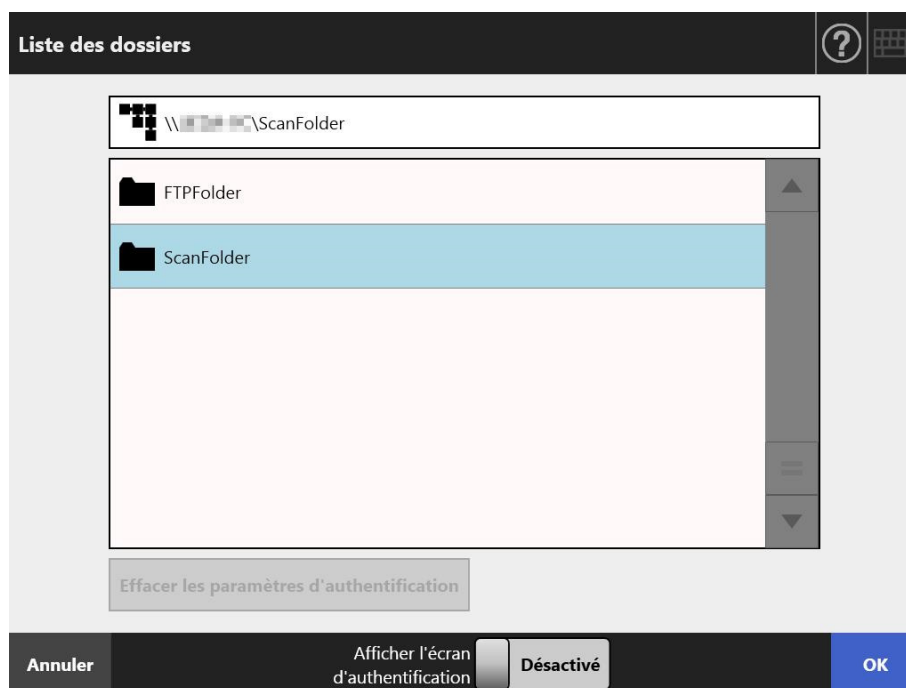 Liste des dossiers
\\ \ScanFolder
FTPFolder
ScanFolder
Effacer les paramètres d'authentification
Annuler
Afficher l'écran
d'authentification
Désactivé
OK